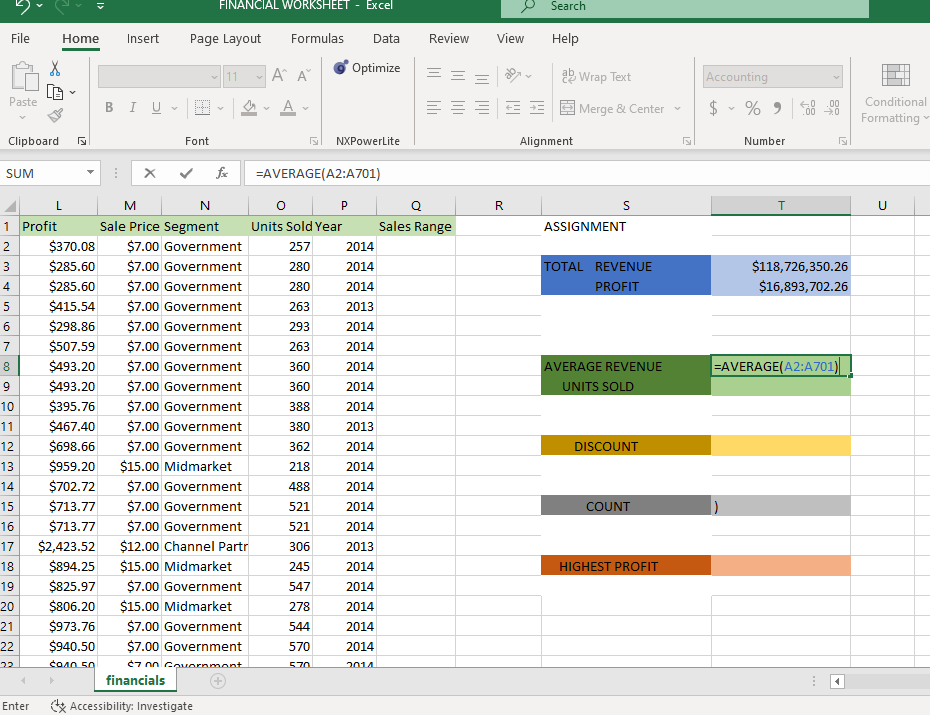 FINANCIAL WORKSHEET - Excel Search
File Home Insert Page Layout Formulas Data Review View Help
11 A^ A Optimize ab Wrap Text Accounting
Paste B I U A Merge & Center $ % Conditional
Formatting
Clipboard Font NXPowerLite Alignment Number
SUM fx =AVERAGE(A2:A701)
L M N O P Q R S T U
1 Profit Sale Price Segment Units Sold Year Sales Range ASSIGNMENT
2 $370.08 $7.00 Government 257 2014
3 $285.60 $7.00 Government 280 2014 TOTAL REVENUE $118,726,350.26
4 $285.60 $7.00 Government 280 2014 PROFIT $16,893,702.26
5 $415.54 $7.00 Government 263 2013
6 $298.86 $7.00 Government 293 2014
7 $507.59 $7.00 Government 263 2014
8 $493.20 $7.00 Government 360 2014 AVERAGE REVENUE =AVERAGE(A2:A701)
9 $493.20 $7.00 Government 360 2014 UNITS SOLD
10 $395.76 $7.00 Government 388 2014
11 $467.40 $7.00 Government 380 2013
12 $698.66 $7.00 Government 362 2014 DISCOUNT
13 $959.20 $15.00 Midmarket 218 2014
14 $702.72 $7.00 Government 488 2014
15 $713.77 $7.00 Government 521 2014 COUNT )
16 $713.77 $7.00 Government 521 2014
17 $2,423.52 $12.00 Channel Partr 306 2013
18 $894.25 $15.00 Midmarket 245 2014 HIGHEST PROFIT
19 $825.97 $7.00 Government 547 2014
20 $806.20 $15.00 Midmarket 278 2014
21 $973.76 $7.00 Government 544 2014
22 $940.50 $7.00 Government 570 2014
23 $940.50 $7.00 Government 570 2014
financials
Enter Accessibility: Investigate